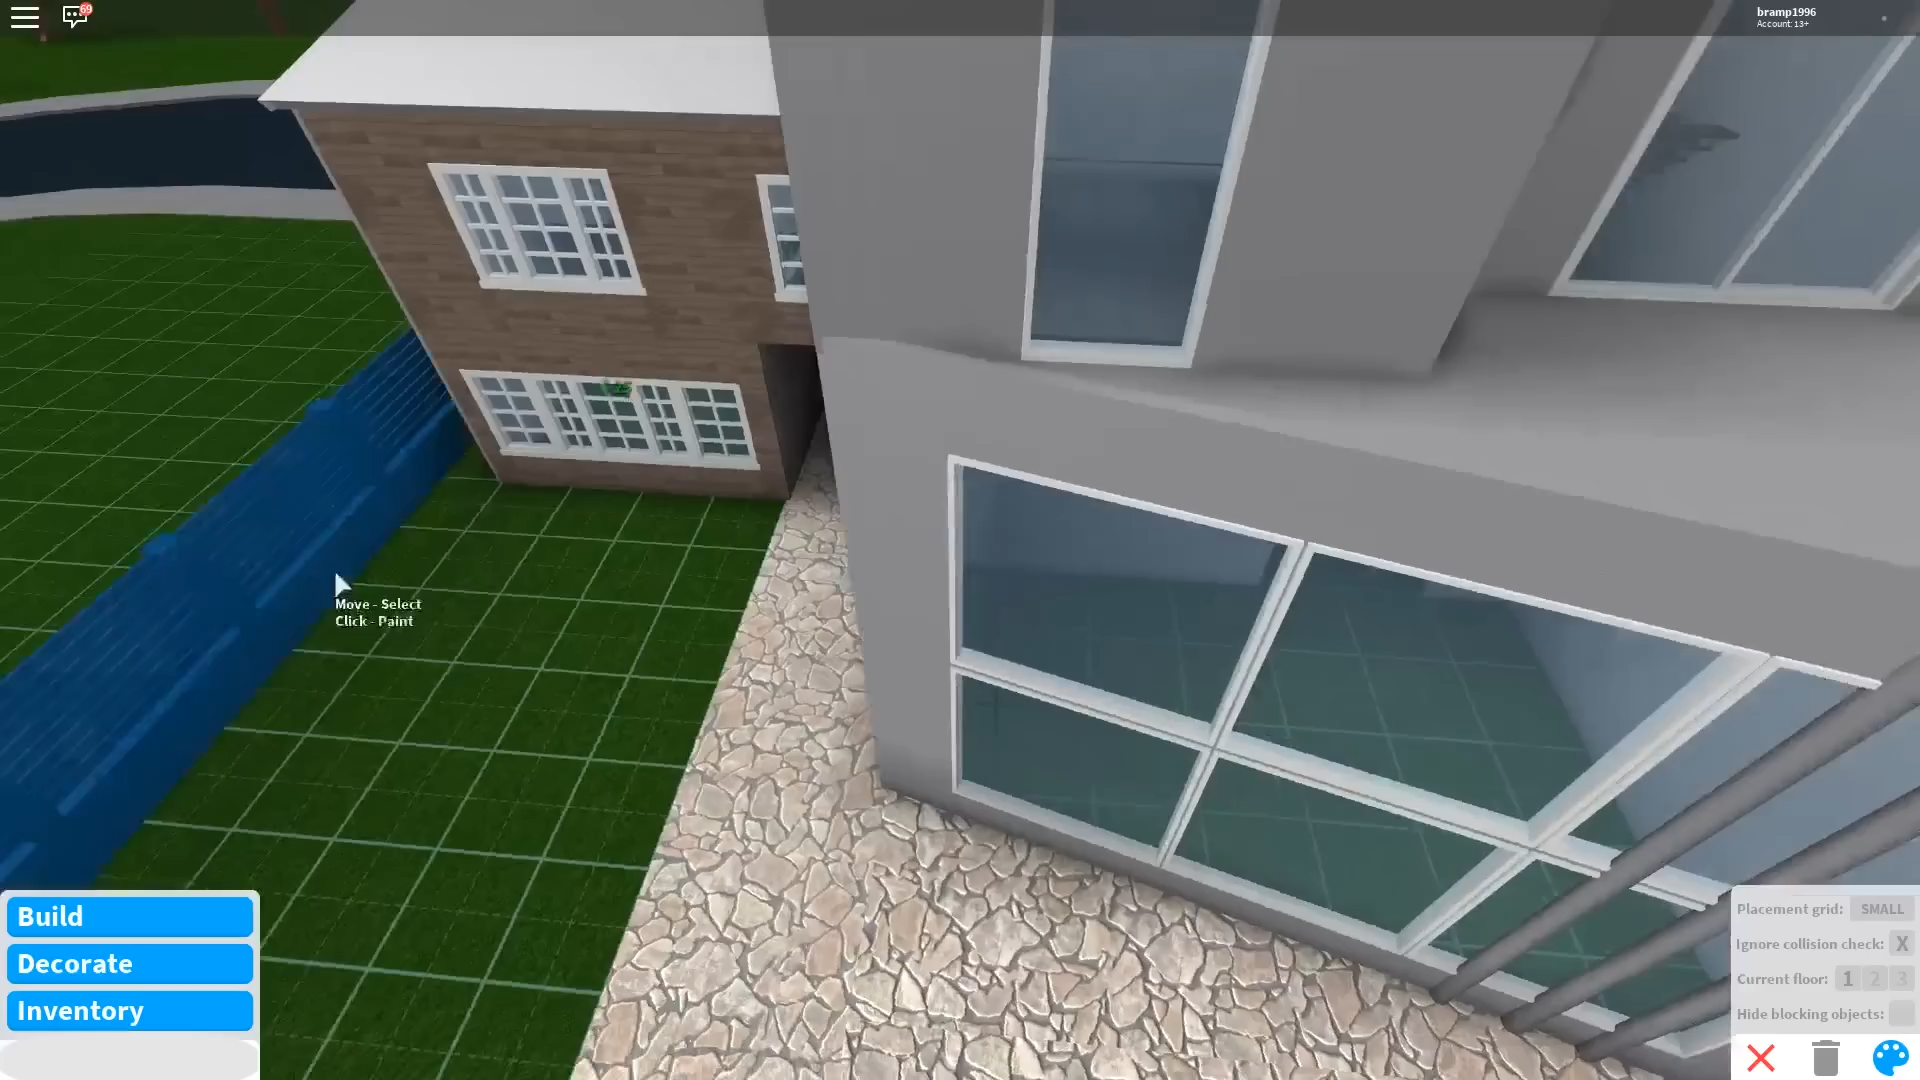 69
bramp1996
Account: 13+
Move - Select
Click - Paint
Build
Decorate
Inventory
Placement grid: SMALL
Ignore collision check: X
Current floor: 1 2 3
Hide blocking objects: